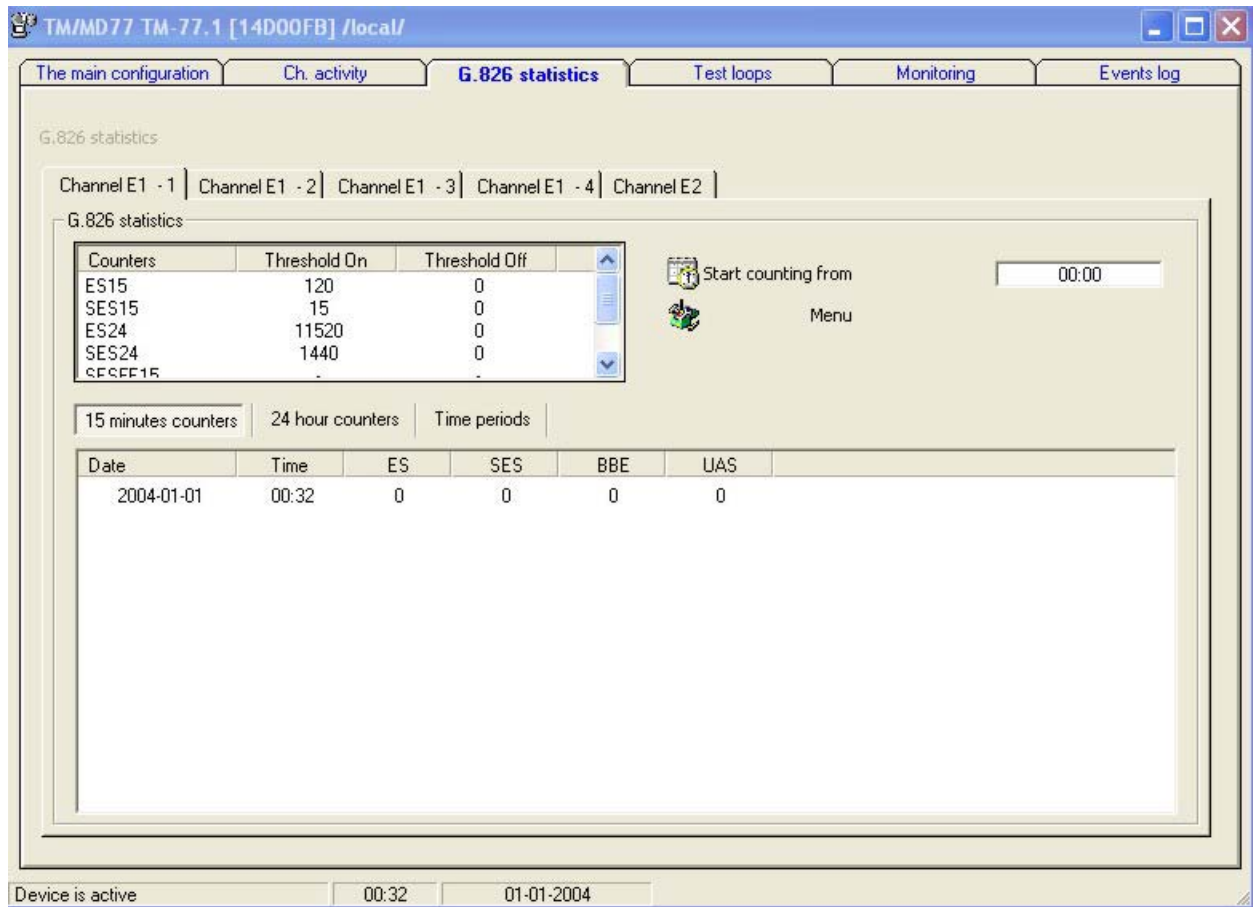 TM/MD77 TM-77.1 [14D00FB] /local/
The main configuration Ch. activity G.826 statistics Test loops Monitoring Events log
G.826 statistics
Channel E1 - 1 Channel E1 - 2 Channel E1 - 3 Channel E1 - 4 Channel E2
G.826 statistics
Counters Threshold On Threshold Off
ES15 120 0
SES15 15 0
ES24 11520 0
SES24 1440 0
SESFE15 - -
Start counting from 00:00
Menu
15 minutes counters 24 hour counters Time periods
Date Time ES SES BBE UAS
2004-01-01 00:32 0 0 0 0
Device is active 00:32 01-01-2004